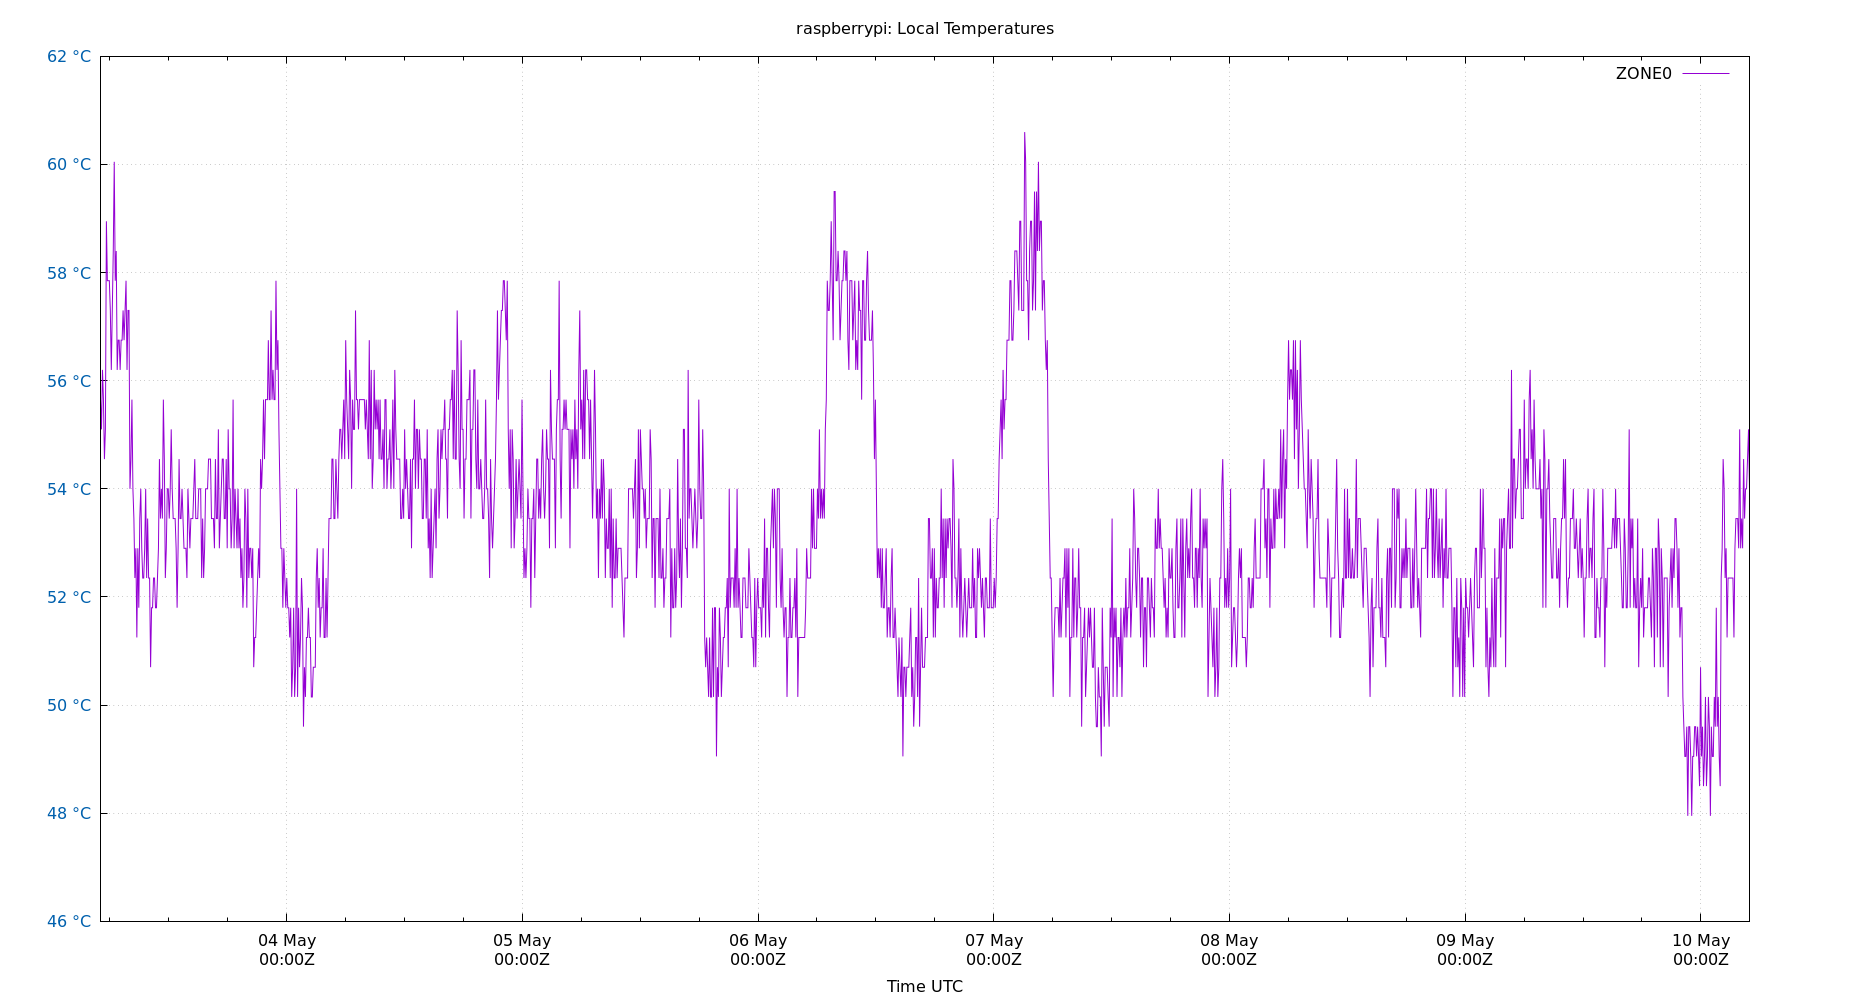 raspberrypi: Local Temperatures
62 °C
ZONE0
60 °C
58 °C
56 °C
54 °C
52 °C
50 °C
48 °C
46 °C
04 May 05 May 06 May 07 May 08 May 09 May 10 May
00:00Z 00:00Z 00:00Z 00:00Z 00:00Z 00:00Z 00:00Z
Time UTC